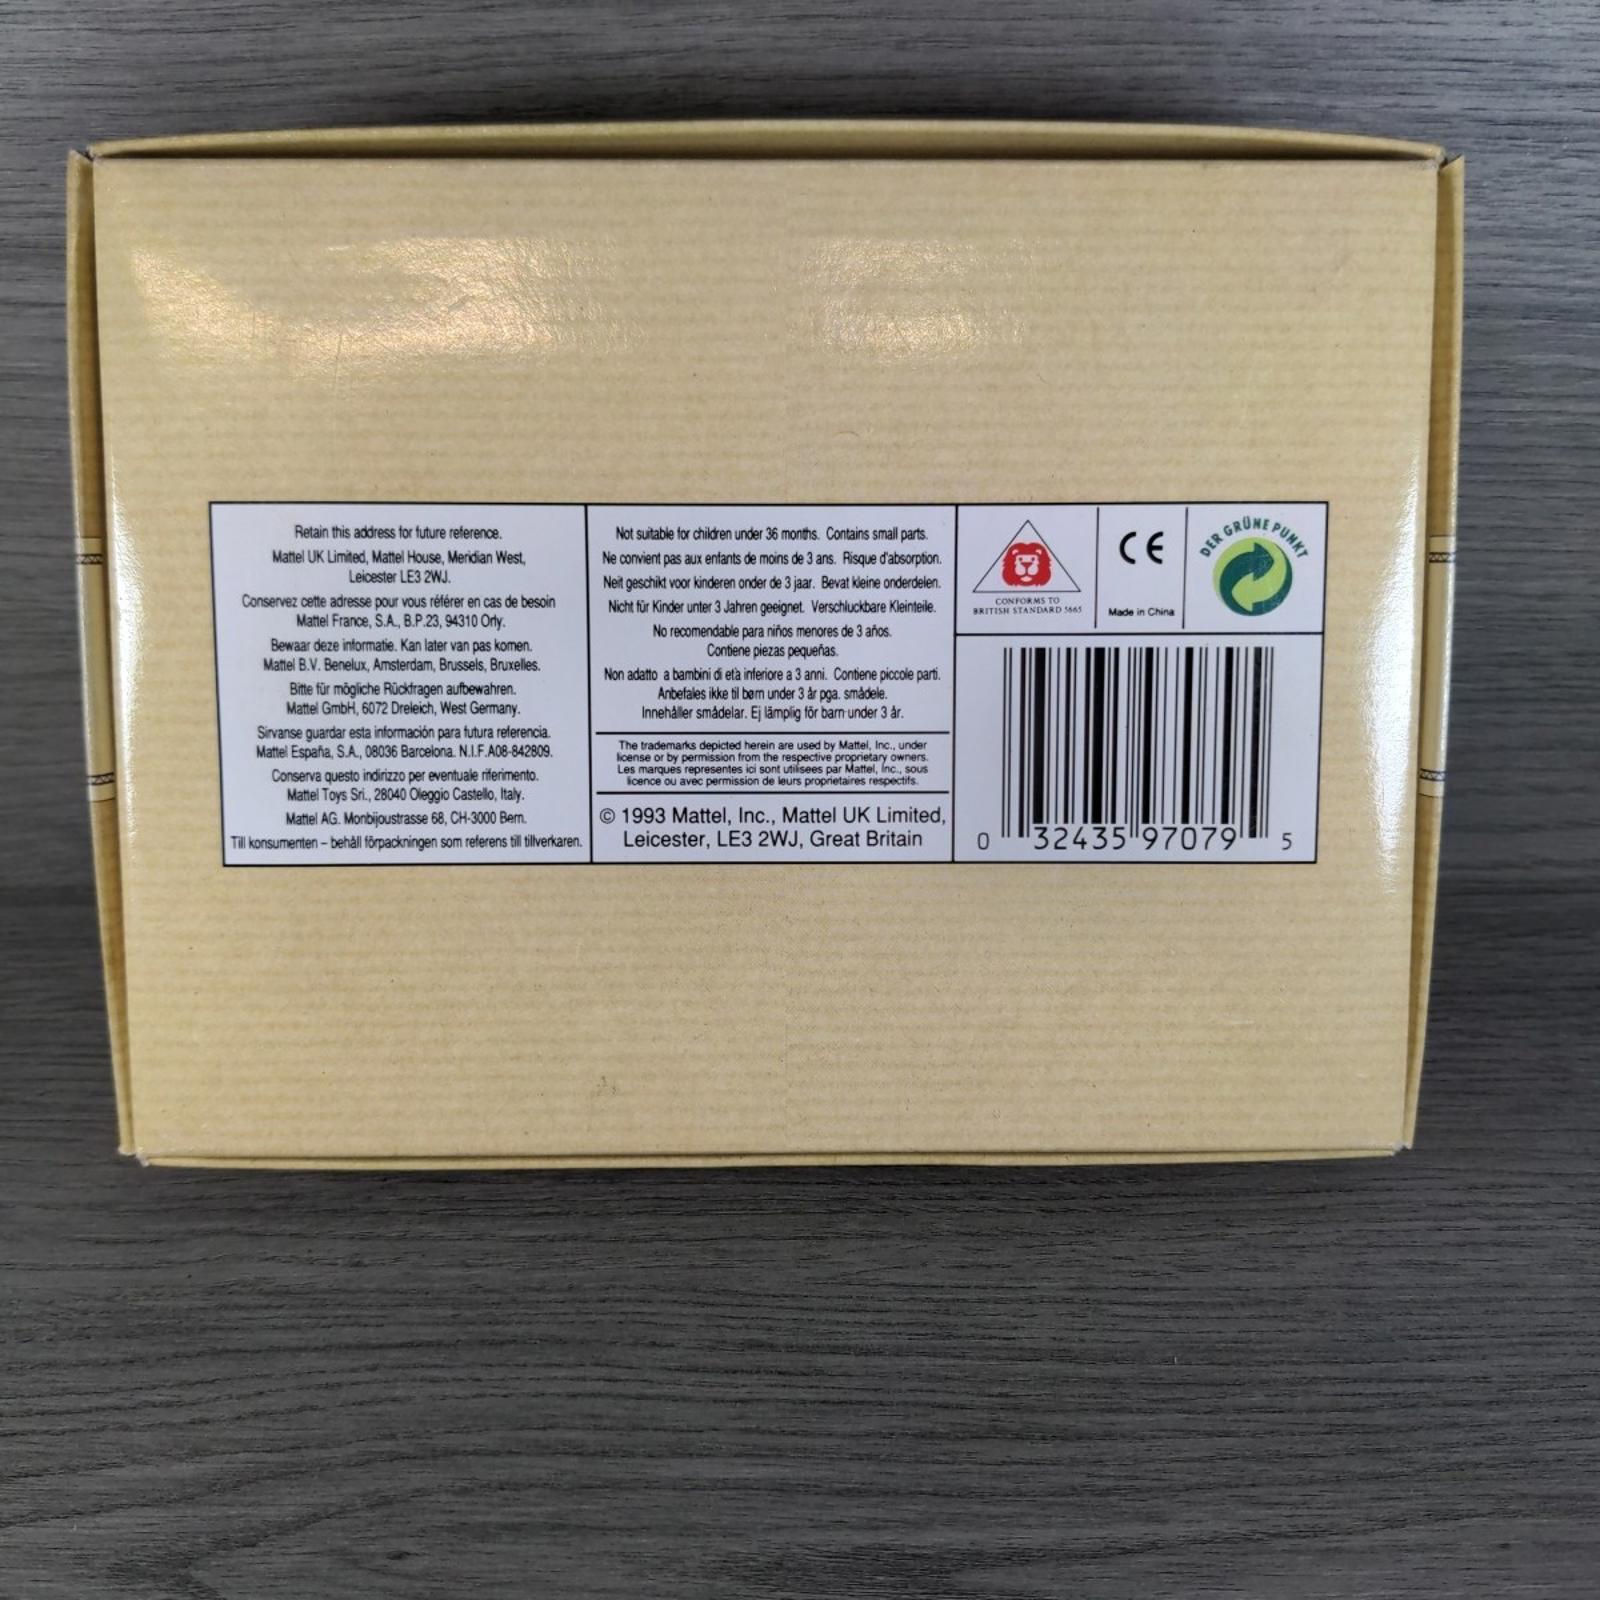 Retain this address for future reference.
Mattel UK Limited, Mattel House, Meridian West,
Leicester LE3 2WJ.
Conservez cette adresse pour vous référer en cas de besoin
Mattel France, S.A., B.P.23, 94310 Orly.
Bewaar deze informatie. Kan later van pas komen.
Mattel B.V. Benelux, Amsterdam, Brussels, Bruxelles.
Bitte für mögliche Rückfragen aufbewahren.
Mattel GmbH, 6072 Dreleich, West Germany.
Sirvanse guardar esta información para futura referencia.
Mattel España, S.A., 08036 Barcelona. N.I.F.A08-842809.
Conserva questo indirizzo per eventuale riferimento.
Mattel Toys Sri., 28040 Oleggio Castello, Italy.
Mattel AG. Monbijoustrasse 68, CH-3000 Bern.
Till konsumenten – behåll förpackningen som referens till tillverkaren.
Not suitable for children under 36 months. Contains small parts.
Ne convient pas aux enfants de moins de 3 ans. Risque d'absorption.
Neit geschikt voor kinderen onder de 3 jaar. Bevat kleine onderdelen.
Nicht für Kinder unter 3 Jahren geeignet. Verschluckbare Kleinteile.
No recomendable para niños menores de 3 años.
Contiene piezas pequeñas.
Non adatto a bambini di età inferiore a 3 anni. Contiene piccole parti.
Anbefales ikke til børn under 3 år pga. smådele.
Innehåller smådelar. Ej lämplig för barn under 3 år.
The trademarks depicted herein are used by Mattel, Inc., under
license or by permission from the respective proprietary owners.
Les marques representes ici sont utilisees par Mattel, Inc., sous
licence ou avec permission de leurs proprietaires respectifs.
© 1993 Mattel, Inc., Mattel UK Limited,
Leicester, LE3 2WJ, Great Britain
CONFORMS TO
BRITISH STANDARD 5665
CE
Made in China
DER GRÜNE PUNKT
0 32435 97079 5